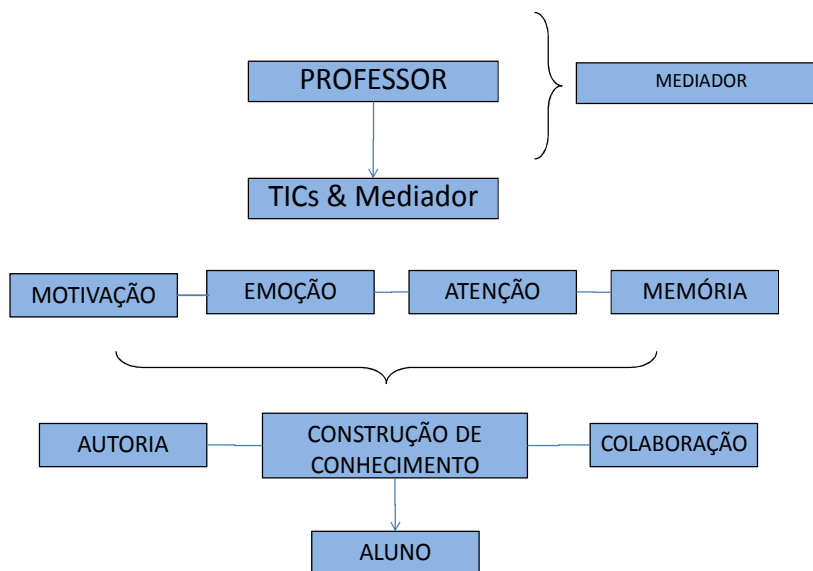 PROFESSOR
MEDIADOR
TICs & Mediador
MOTIVAÇÃO
EMOÇÃO
ATENÇÃO
MEMÓRIA
AUTORIA
CONSTRUÇÃO DE
CONHECIMENTO
COLABORAÇÃO
ALUNO